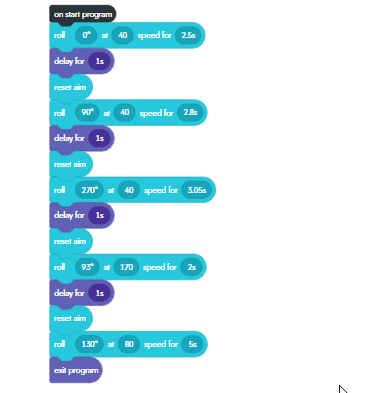 on start program
roll 0° at 40 speed for 2.5s
delay for 1s
reset aim
roll 90° at 40 speed for 2.8s
delay for 1s
reset aim
roll 270° at 40 speed for 3.05s
delay for 1s
reset aim
roll 93° at 170 speed for 2s
delay for 1s
reset aim
roll 130° at 80 speed for 5s
exit program